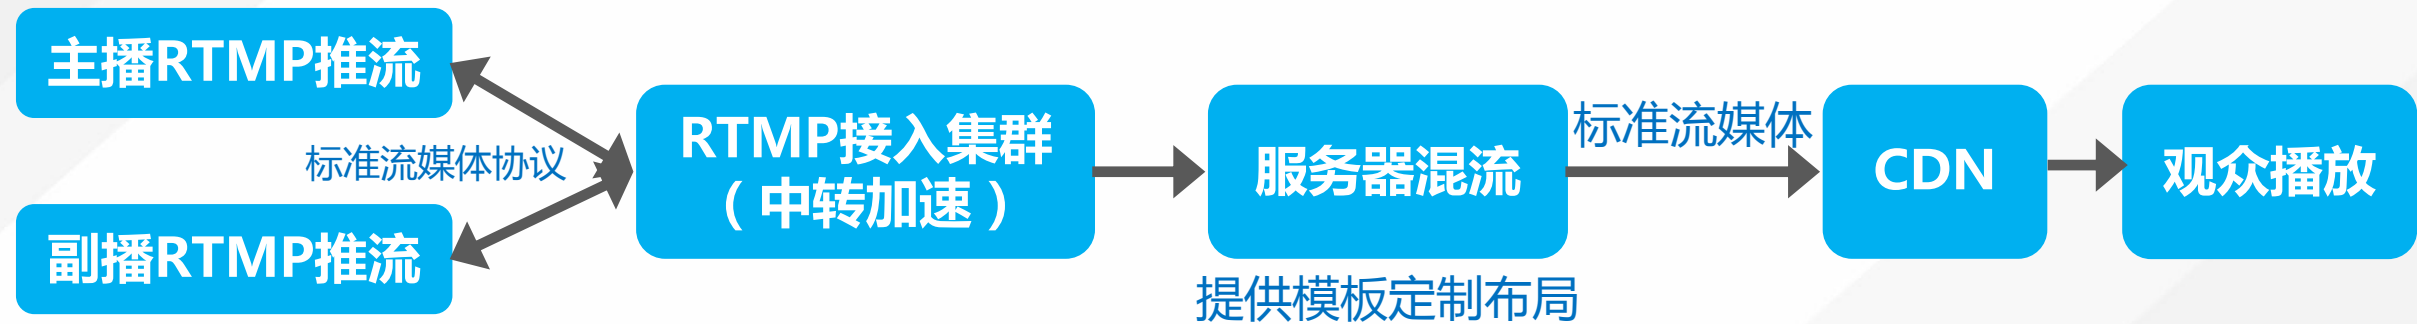 主播RTMP推流
标准流媒体协议
副播RTMP推流
RTMP接入集群
（中转加速）
服务器混流
提供模板定制布局
标准流媒体
CDN
观众播放